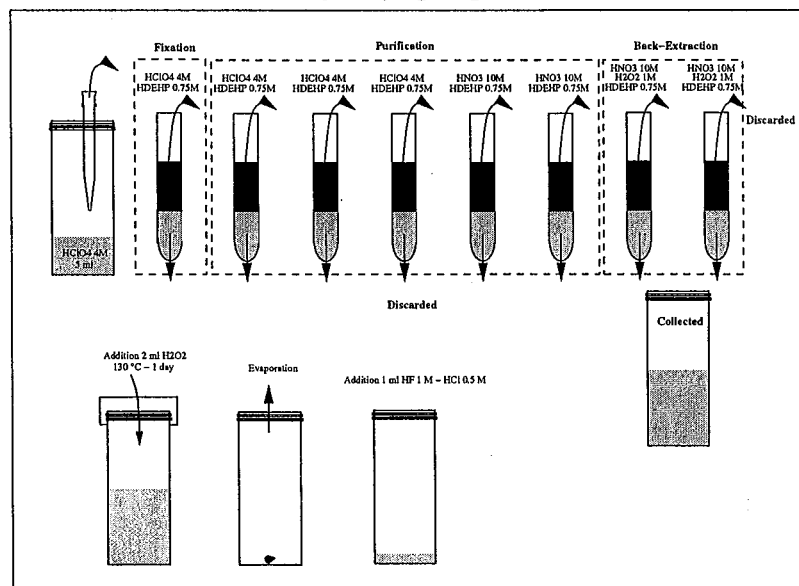 Fixation
Purification
Back-Extraction
HClO4 4M
HDEHP 0.75M
HClO4 4M
HDEHP 0.75M
HClO4 4M
HDEHP 0.75M
HClO4 4M
HDEHP 0.75M
HNO3 10M
HDEHP 0.75M
HNO3 10M
HDEHP 0.75M
HNO3 10M
H2O2 1M
HDEHP 0.75M
HNO3 10M
H2O2 1M
HDEHP 0.75M
Discarded
HClO4 4M
5 ml
Discarded
Collected
Addition 2 ml H2O2
130 °C - 1 day
Evaporation
Addition 1 ml HF 1 M - HCl 0.5 M